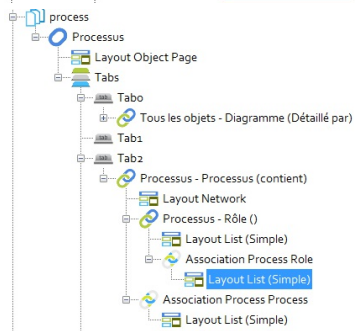 process
Processus
Layout Object Page
Tabs
Tab0
Tous les objets - Diagramme (Détaillé par)
Tab1
Tab2
Processus - Processus (contient)
Layout Network
Processus - Rôle ()
Layout List (Simple)
Association Process Role
Layout List (Simple)
Association Process Process
Layout List (Simple)